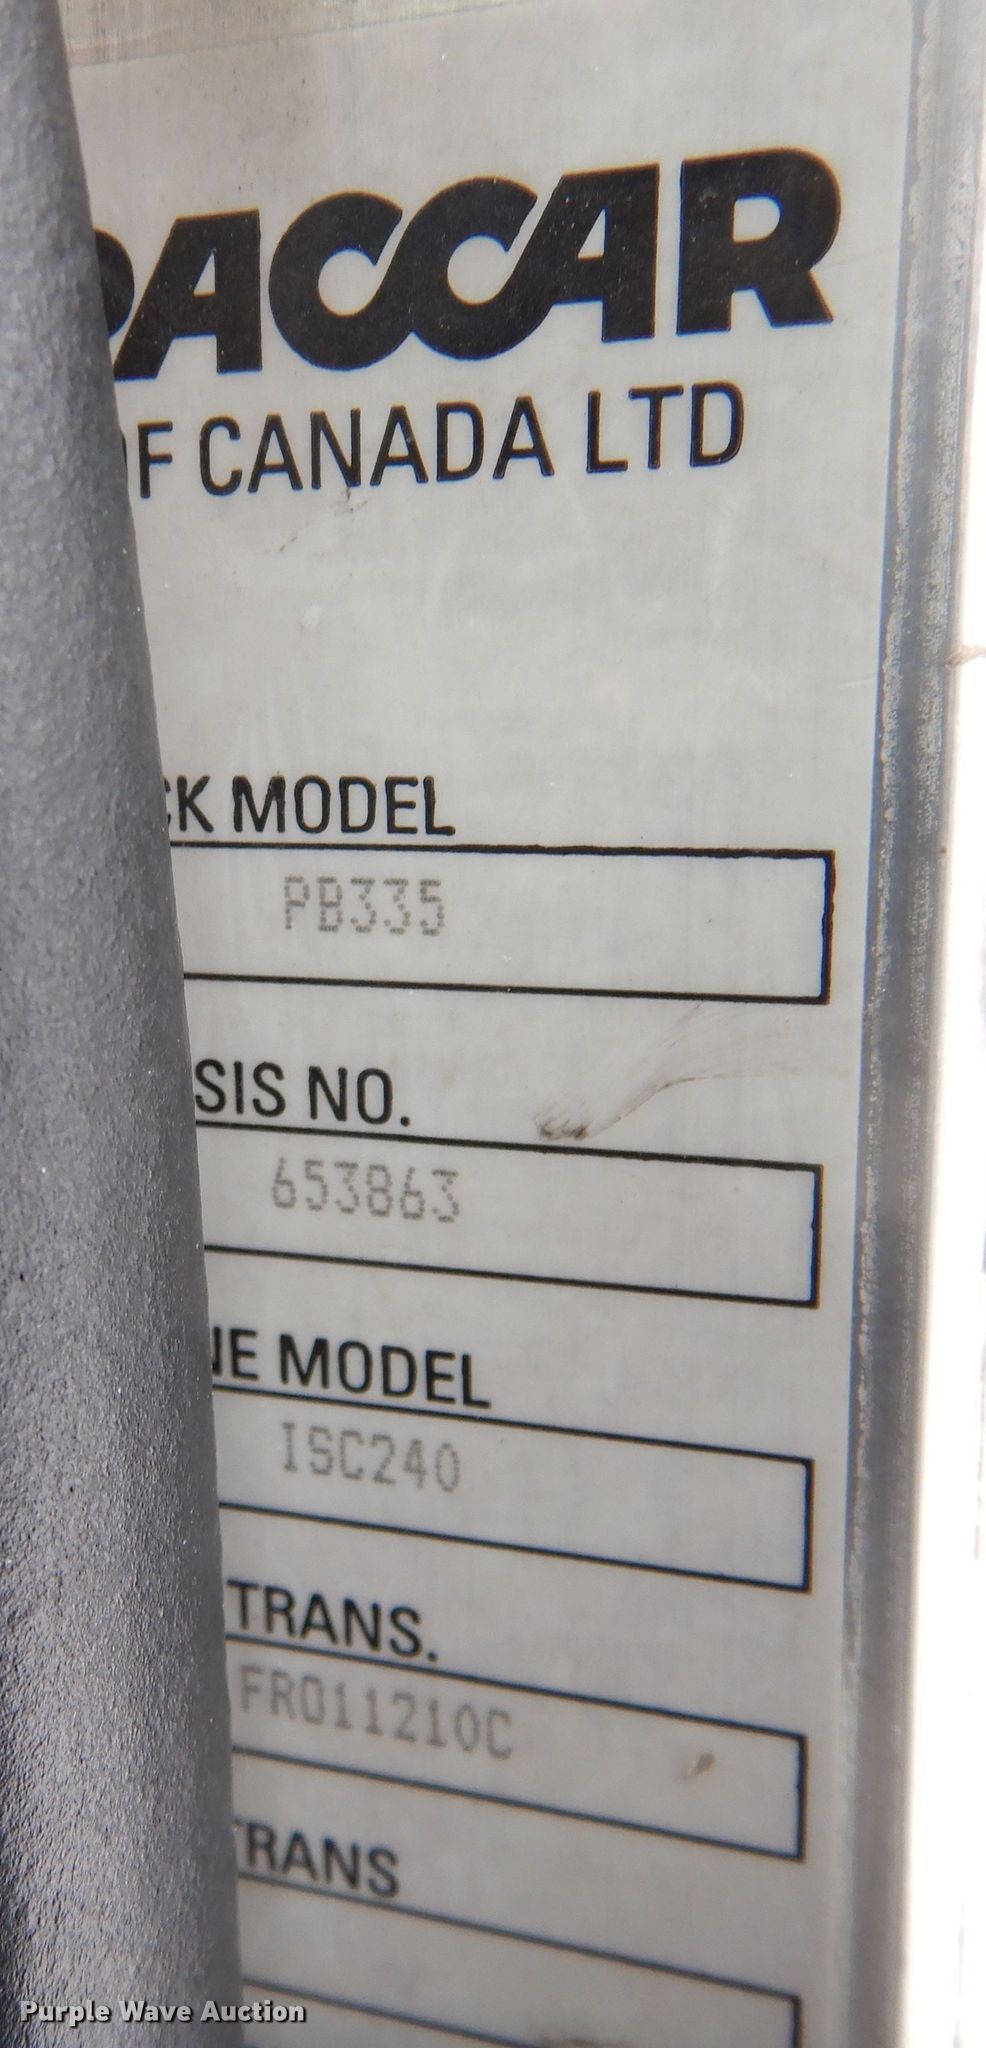 PACCAR
OF CANADA LTD
CK MODEL
PB335
SIS NO.
653863
NE MODEL
ISC240
TRANS.
FRO11210C
TRANS
Purple Wave Auction